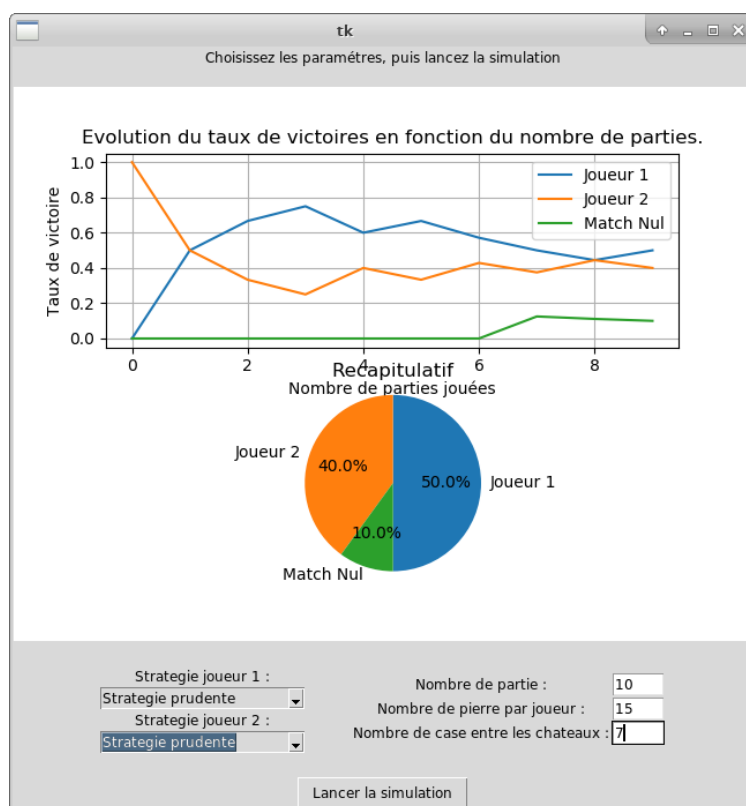 tk
Choisissez les paramétres, puis lancez la simulation
Evolution du taux de victoires en fonction du nombre de parties.
Taux de victoire
1.0
0.8
0.6
0.4
0.2
0.0
Joueur 1
Joueur 2
Match Nul
0
2
4
6
8
Recapitulatif
Nombre de parties jouées
Joueur 2
40.0%
50.0%
Joueur 1
10.0%
Match Nul
Strategie joueur 1 :
Strategie prudente
Strategie joueur 2 :
Strategie prudente
Nombre de partie :
10
Nombre de pierre par joueur :
15
Nombre de case entre les chateaux :
7
Lancer la simulation